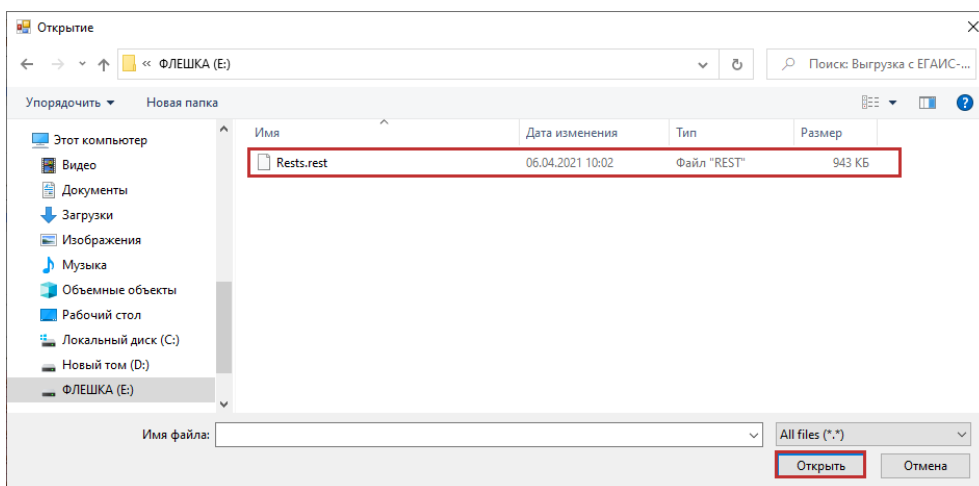 Открытие
« ФЛЕШКА (E:)
Поиск: Выгрузка с ЕГАИС-...
Упорядочить
Новая папка
Имя Дата изменения Тип Размер
Rests.rest 06.04.2021 10:02 Файл "REST" 943 КБ
Этот компьютер
Видео
Документы
Загрузки
Изображения
Музыка
Объемные объекты
Рабочий стол
Локальный диск (C:)
Новый том (D:)
ФЛЕШКА (E:)
Имя файла:
All files (*.*)
Открыть
Отмена